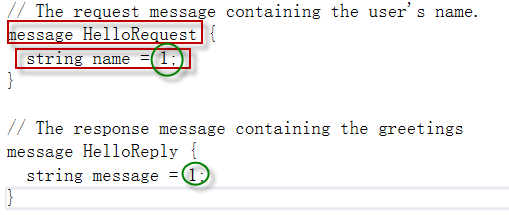 // The request message containing the user's name.
message HelloRequest {
string name = 1;
}
// The response message containing the greetings
message HelloReply {
string message = 1;
}